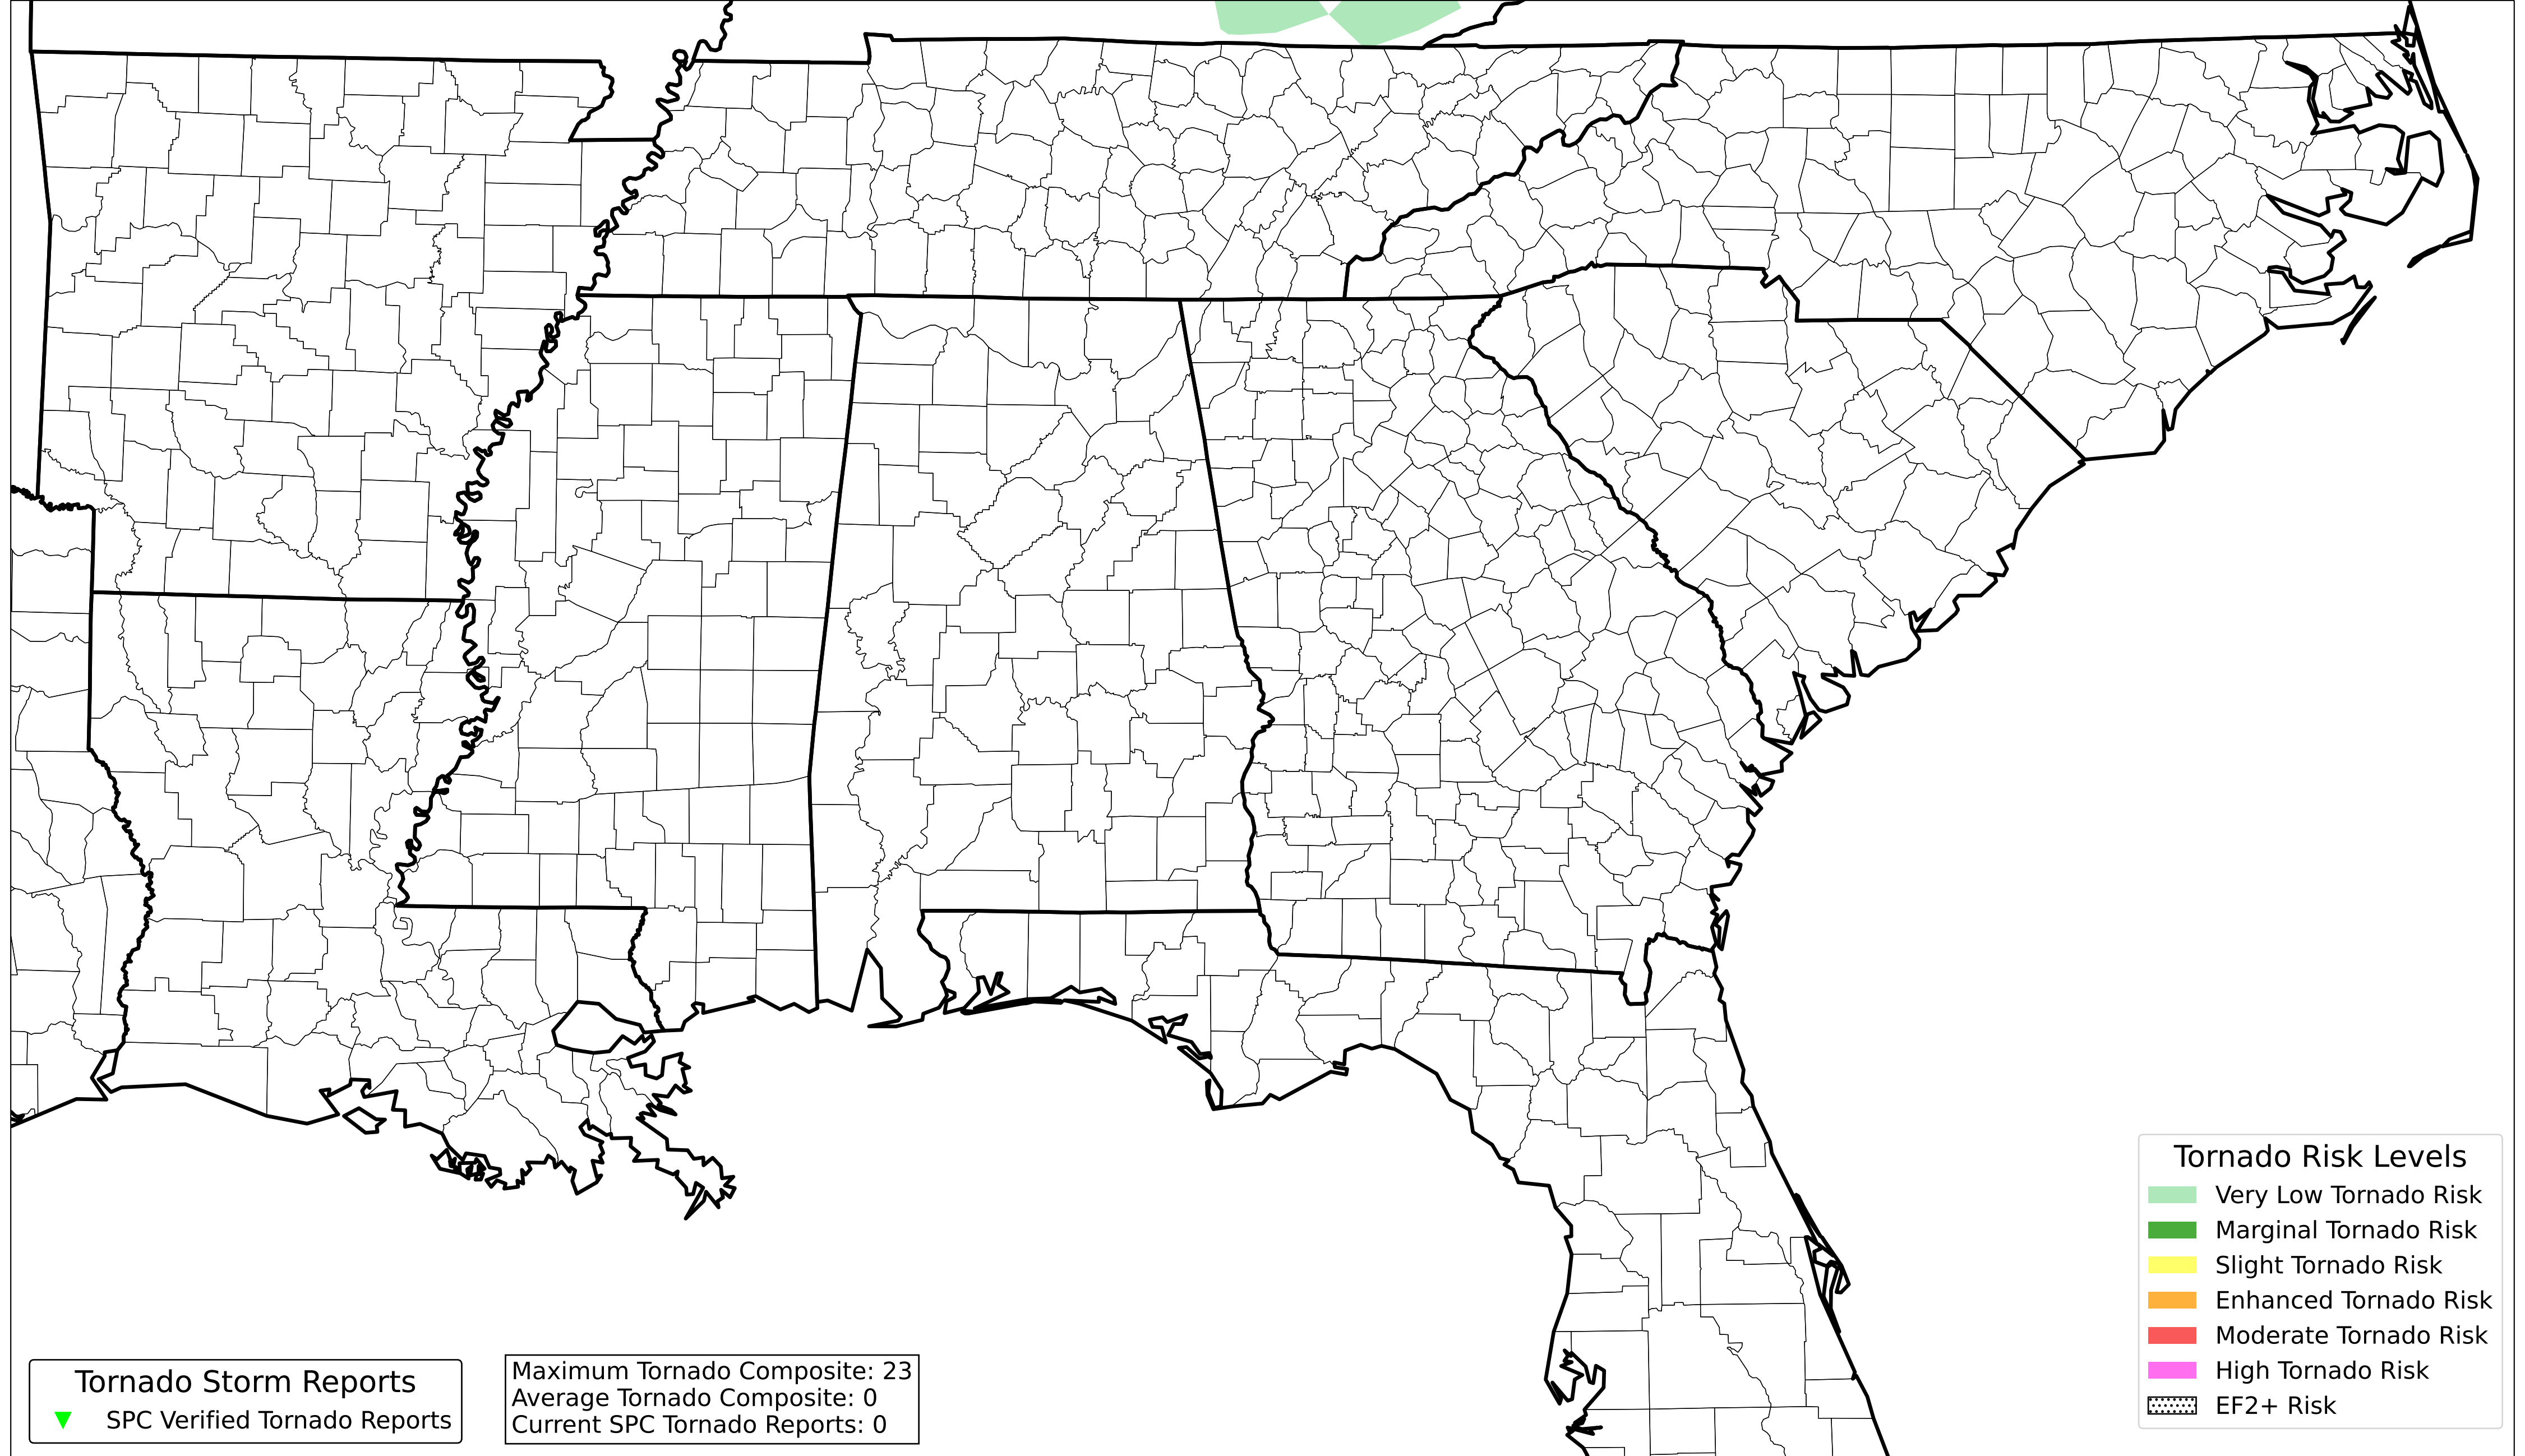 Tornado Storm Reports
SPC Verified Tornado Reports
Maximum Tornado Composite: 23
Average Tornado Composite: 0
Current SPC Tornado Reports: 0
Tornado Risk Levels
Very Low Tornado Risk
Marginal Tornado Risk
Slight Tornado Risk
Enhanced Tornado Risk
Moderate Tornado Risk
High Tornado Risk
EF2+ Risk